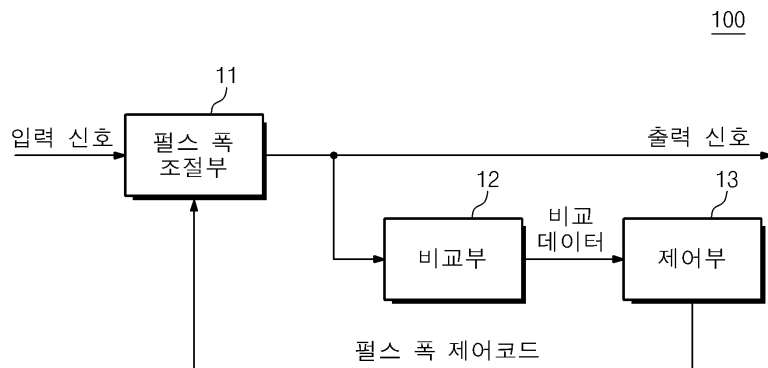 100
11
입력 신호
펄스 폭
조절부
출력 신호
12
비교부
비교
데이터
13
제어부
펄스 폭 제어코드